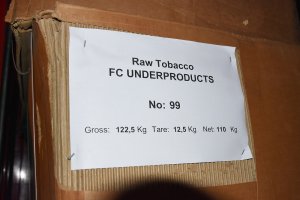 Raw Tobacco
FC UNDERPRODUCTS
No: 99
Gross: 122,5 Kg Tare: 12,5 Kg Net: 110 Kg